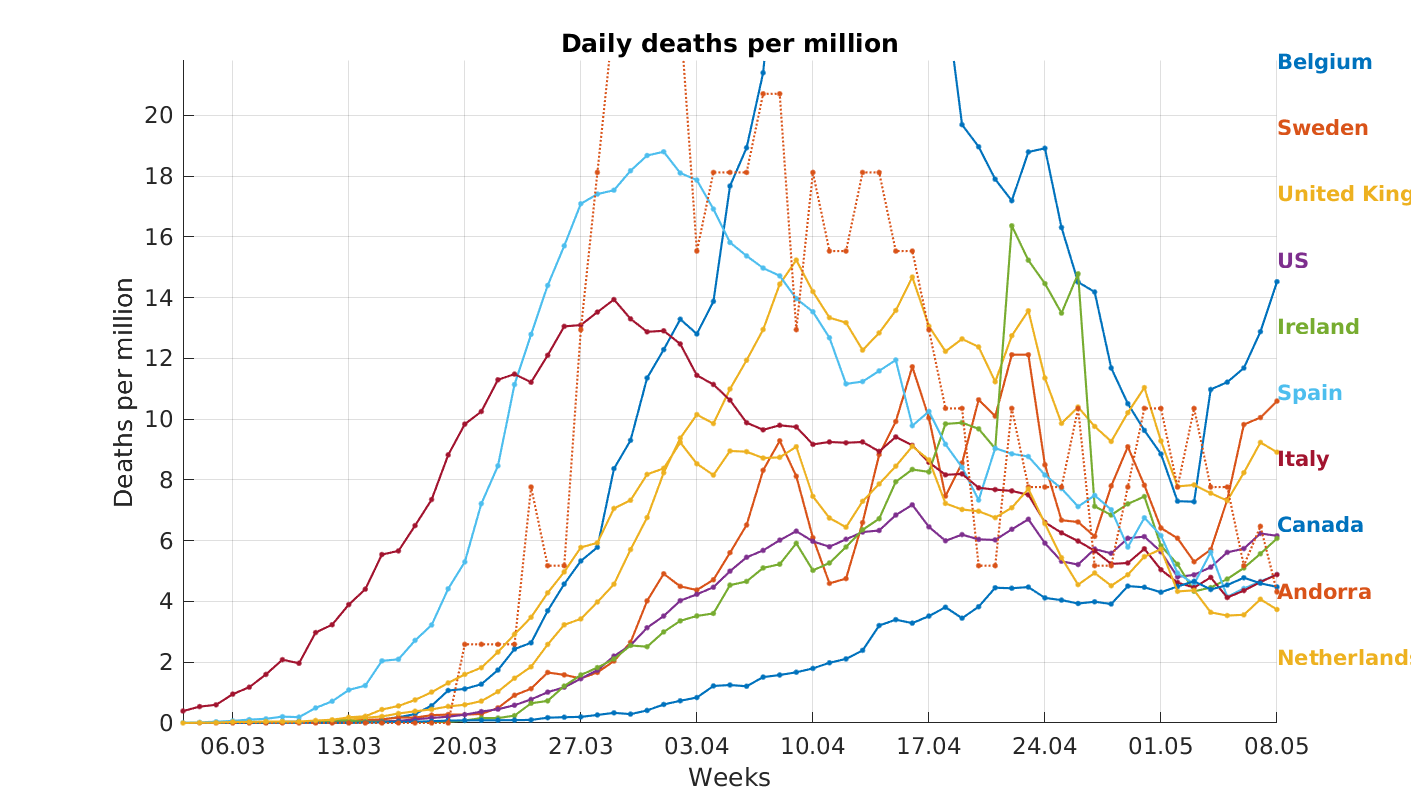 Daily deaths per million
Deaths per million
20
18
16
14
12
10
8
6
4
2
0
06.03 13.03 20.03 27.03 03.04 10.04 17.04 24.04 01.05 08.05
Weeks
Belgium
Sweden
United King
US
Ireland
Spain
Italy
Canada
Andorra
Netherlands